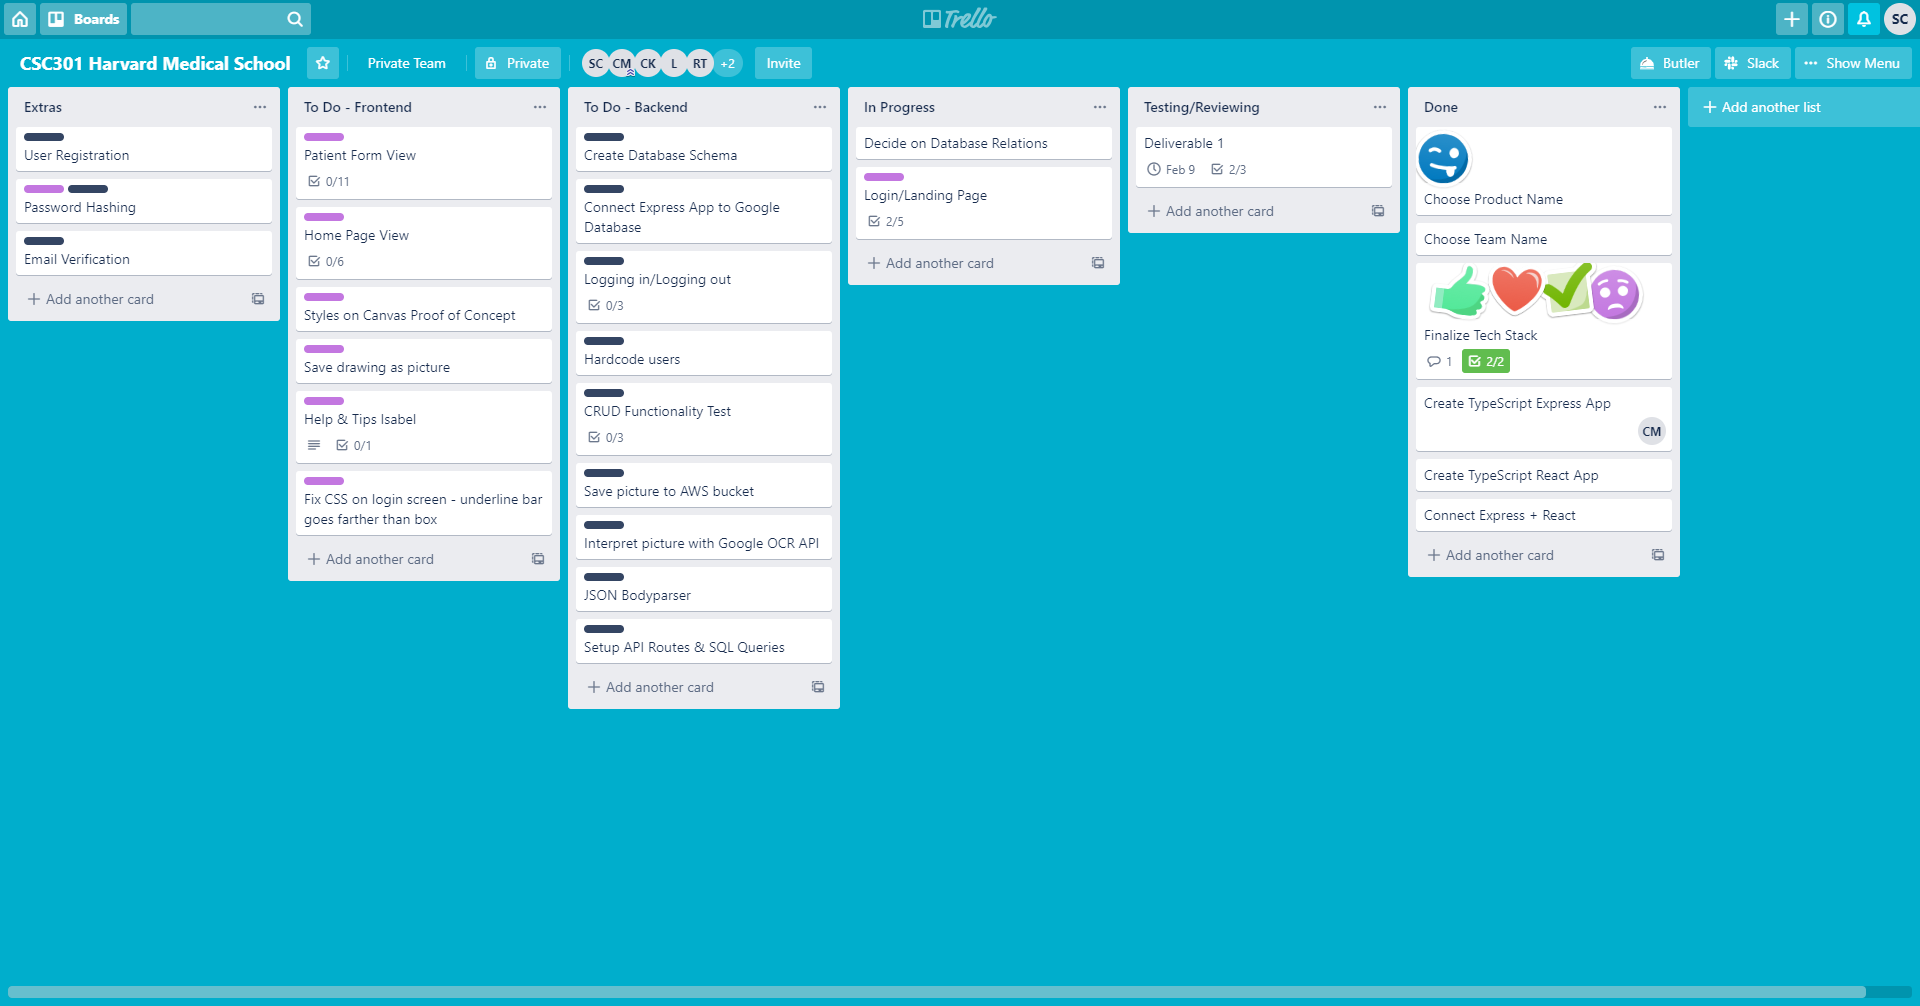 Boards
Trello
SC
CSC301 Harvard Medical School
Private Team
Private
SC CM CK L RT +2
Invite
Butler
Slack
Show Menu
Extras
User Registration
Password Hashing
Email Verification
Add another card
To Do - Frontend
Patient Form View
0/11
Home Page View
0/6
Styles on Canvas Proof of Concept
Save drawing as picture
Help & Tips Isabel
0/1
Fix CSS on login screen - underline bar
goes farther than box
Add another card
To Do - Backend
Create Database Schema
Connect Express App to Google
Database
Logging in/Logging out
0/3
Hardcode users
CRUD Functionality Test
0/3
Save picture to AWS bucket
Interpret picture with Google OCR API
JSON Bodyparser
Setup API Routes & SQL Queries
Add another card
In Progress
Decide on Database Relations
Login/Landing Page
2/5
Add another card
Testing/Reviewing
Deliverable 1
Feb 9 2/3
Add another card
Done
Choose Product Name
Choose Team Name
Finalize Tech Stack
1 2/2
Create TypeScript Express App
CM
Create TypeScript React App
Connect Express + React
Add another card
Add another list